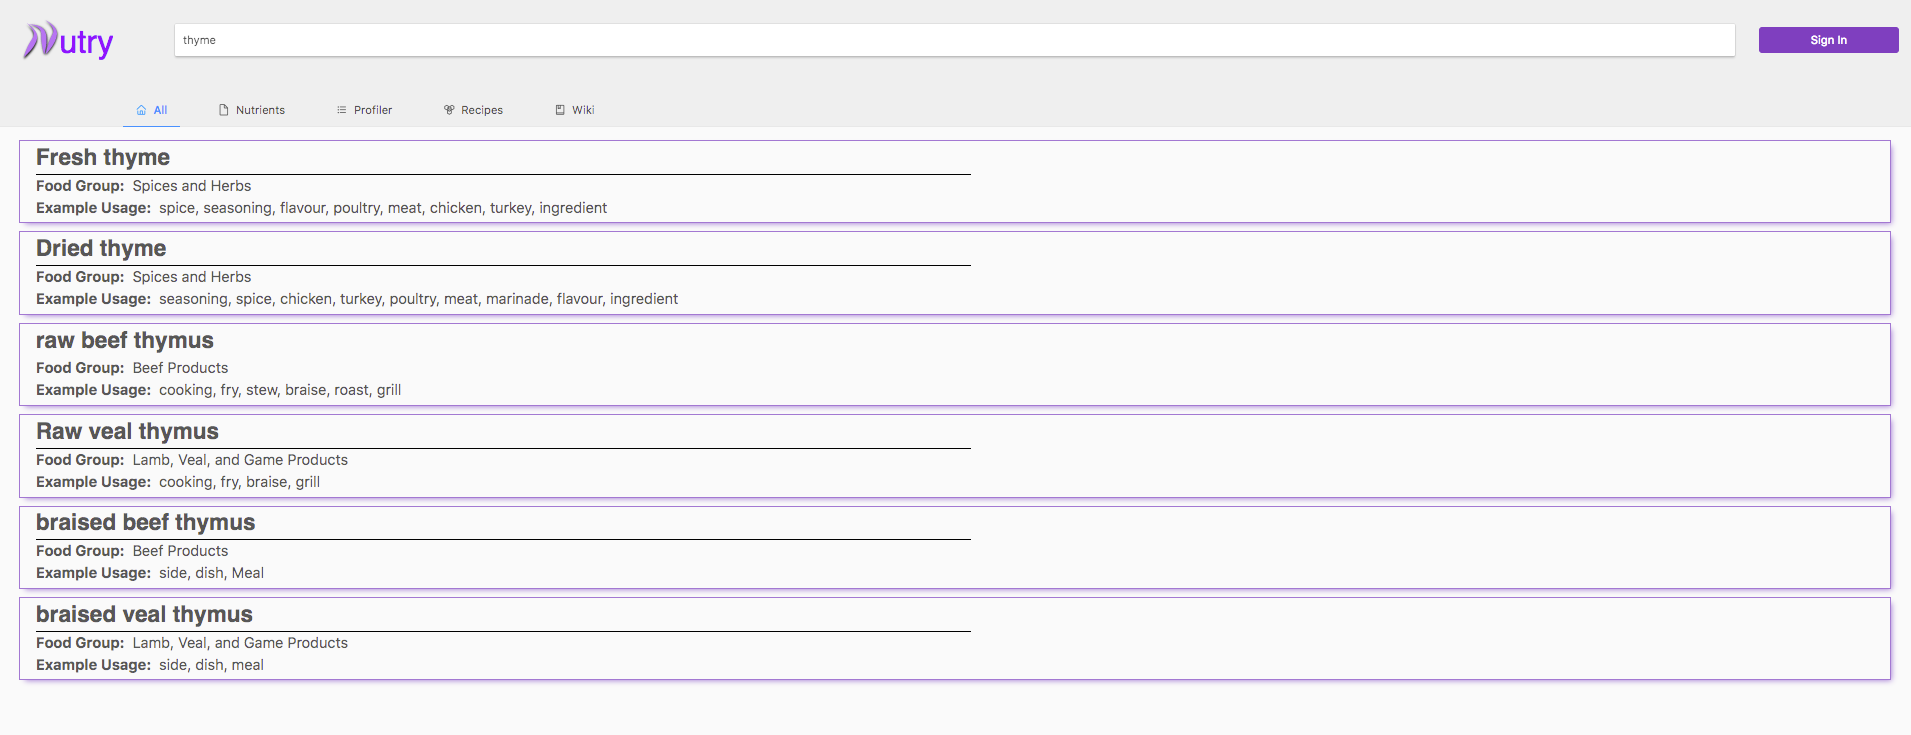 Nutry
thyme
Sign In
All Nutrients Profiler Recipes Wiki
Fresh thyme
Food Group: Spices and Herbs
Example Usage: spice, seasoning, flavour, poultry, meat, chicken, turkey, ingredient
Dried thyme
Food Group: Spices and Herbs
Example Usage: seasoning, spice, chicken, turkey, poultry, meat, marinade, flavour, ingredient
raw beef thymus
Food Group: Beef Products
Example Usage: cooking, fry, stew, braise, roast, grill
Raw veal thymus
Food Group: Lamb, Veal, and Game Products
Example Usage: cooking, fry, braise, grill
braised beef thymus
Food Group: Beef Products
Example Usage: side, dish, Meal
braised veal thymus
Food Group: Lamb, Veal, and Game Products
Example Usage: side, dish, meal